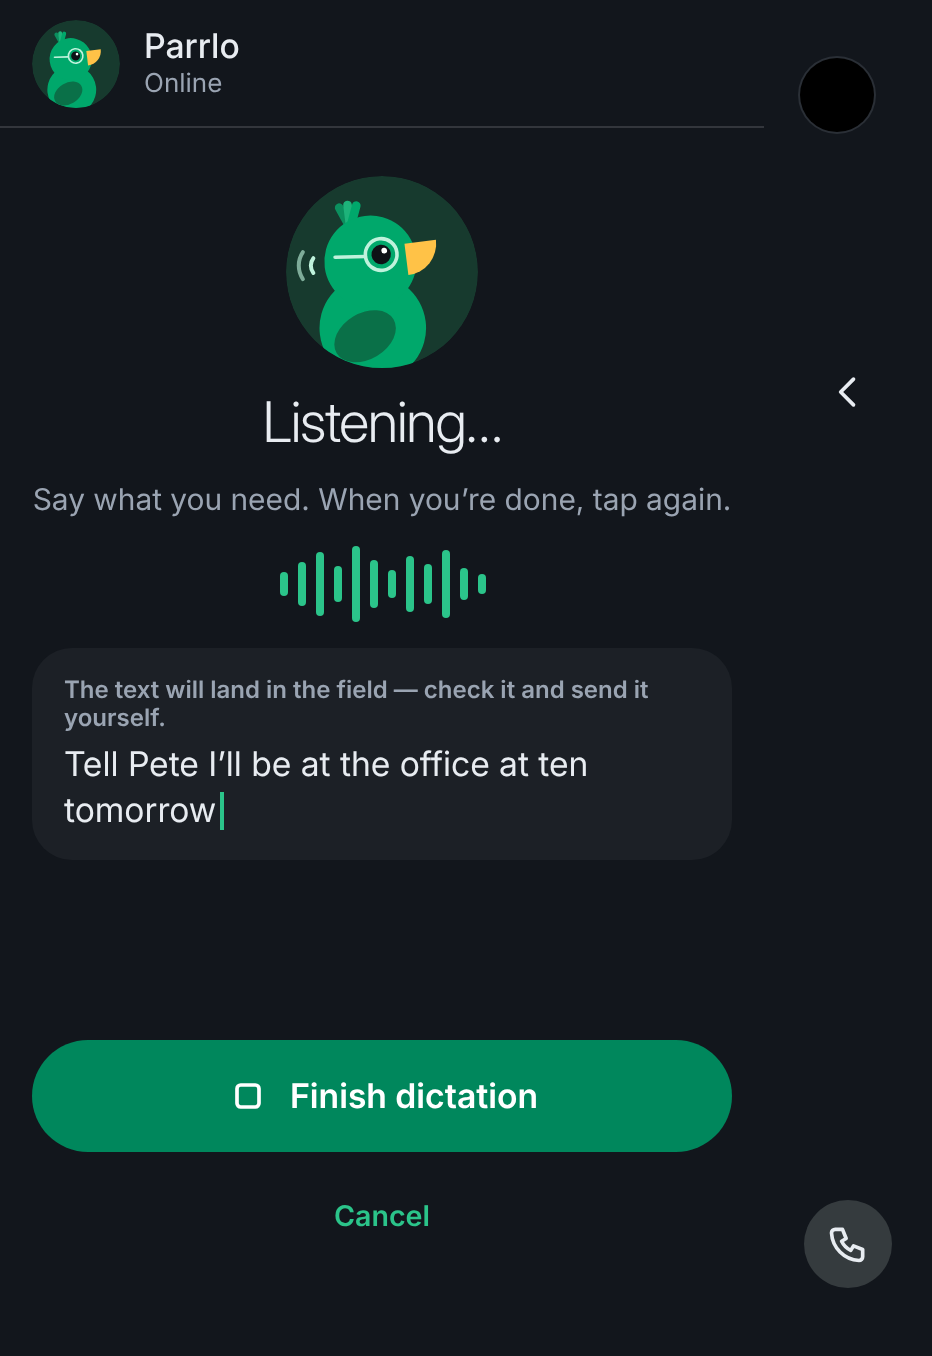 Parrlo
Online
Listening...
Say what you need. When you’re done, tap again.
The text will land in the field — check it and send it
yourself.
Tell Pete I’ll be at the office at ten
tomorrow
Finish dictation
Cancel